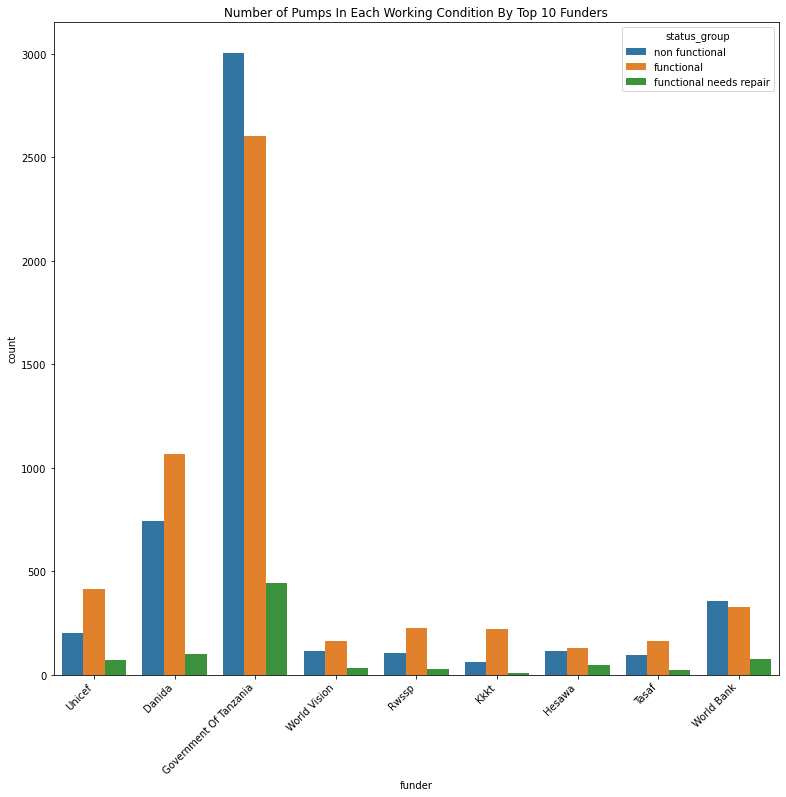 Number of Pumps In Each Working Condition By Top 10 Funders
status_group
non functional
functional
functional needs repair
3000
2500
2000
1500
1000
500
0
count
Unicef
Danida
Government Of Tanzania
World Vision
Rwssp
Kkkt
Hesawa
Tasaf
World Bank
funder